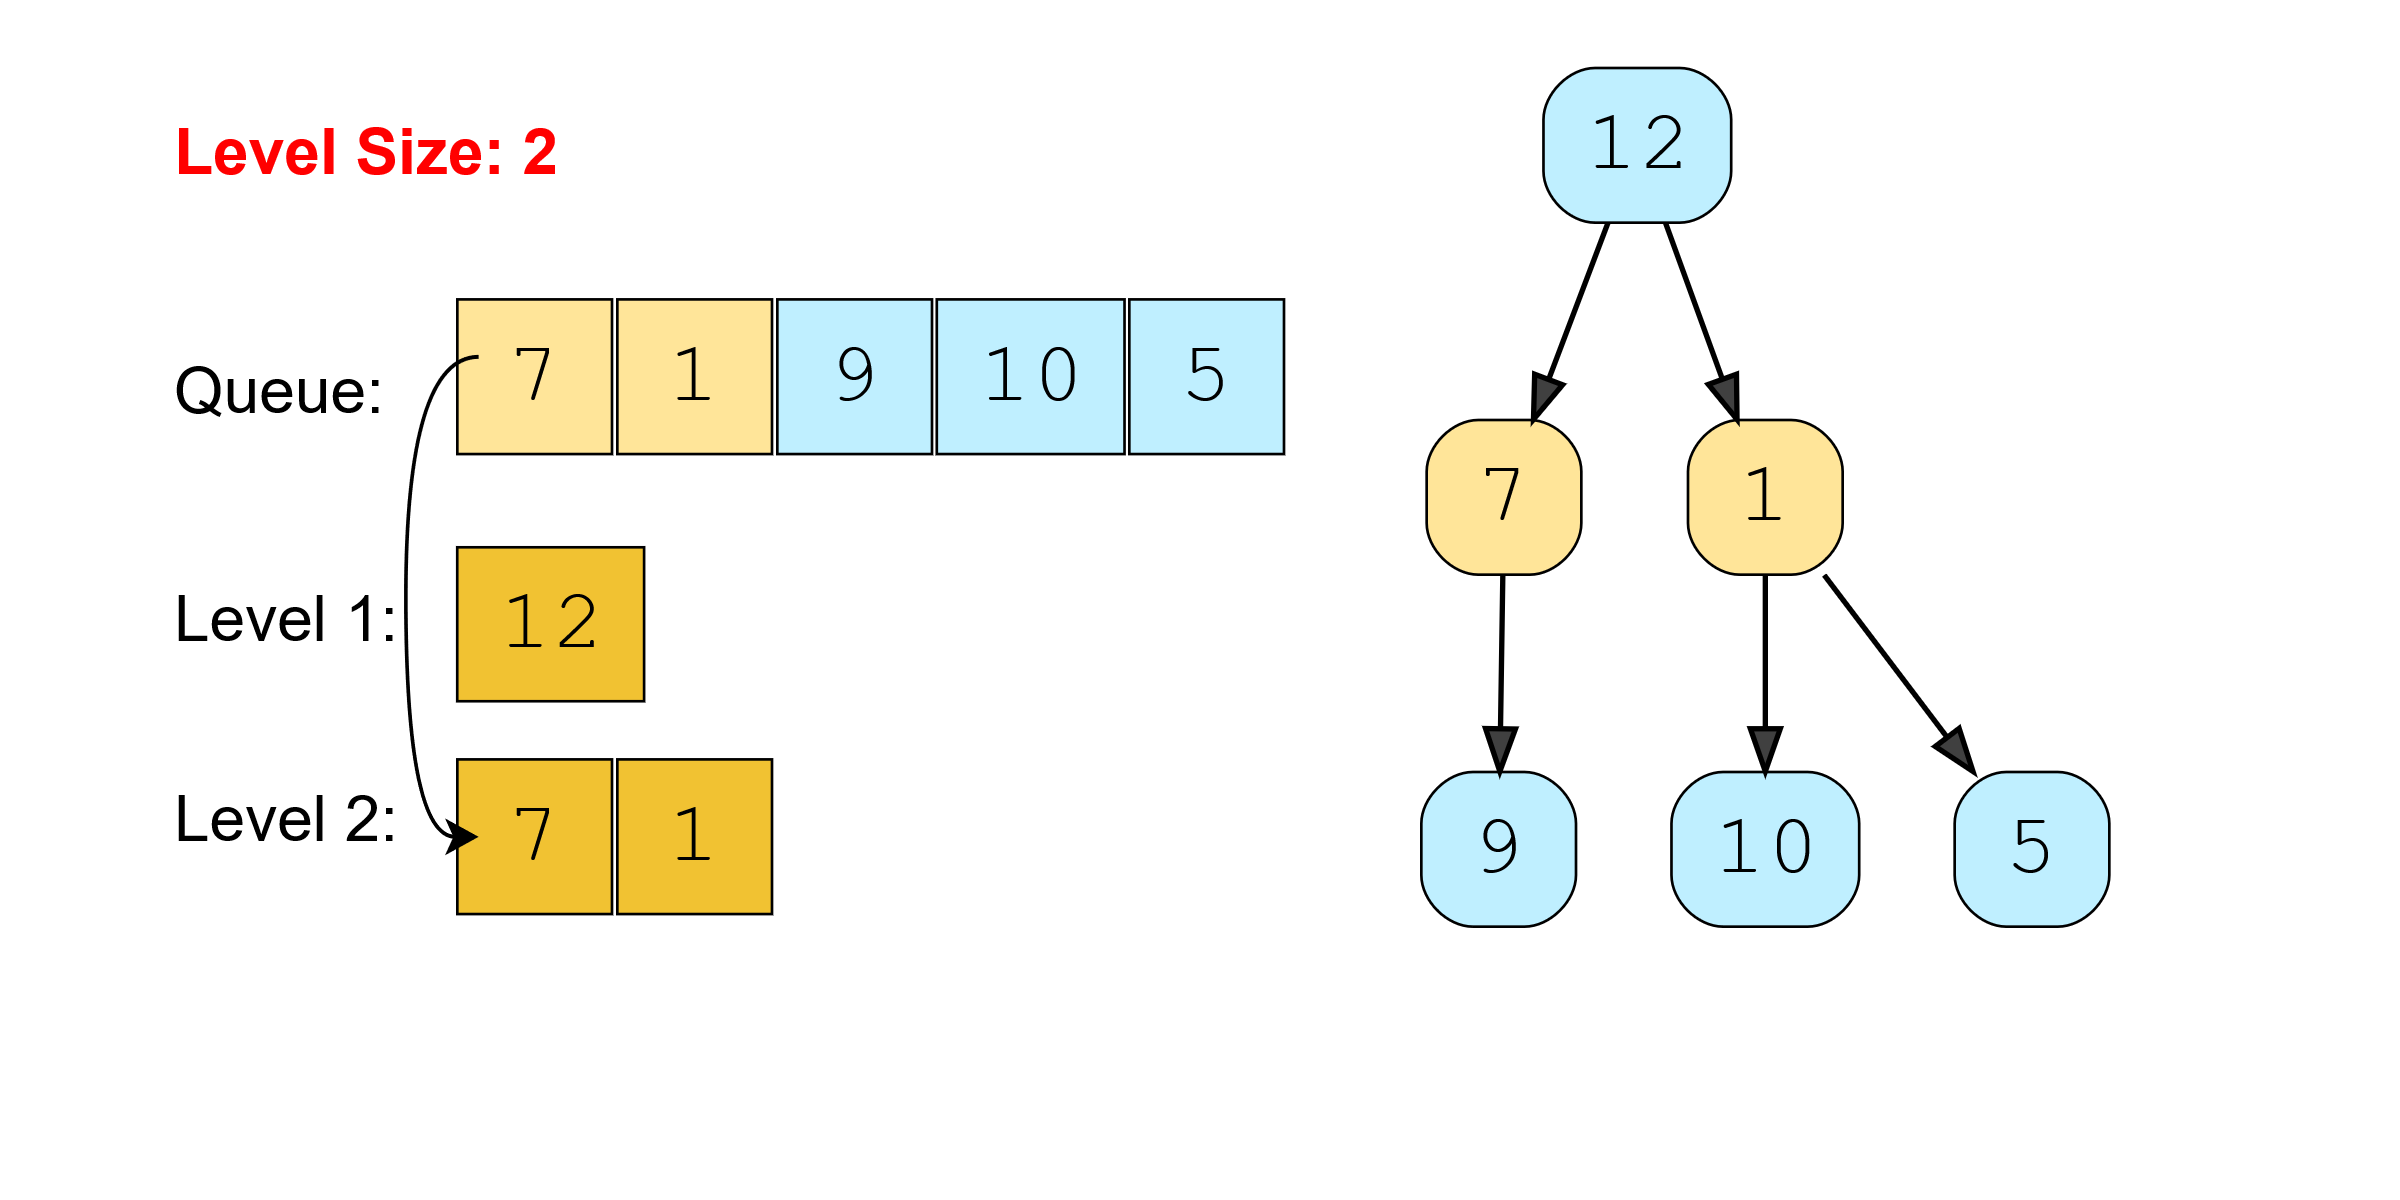 Level Size: 2
Queue: 7 1 9 10 5
Level 1: 12
Level 2: 7 1
12
7 1
9 10 5